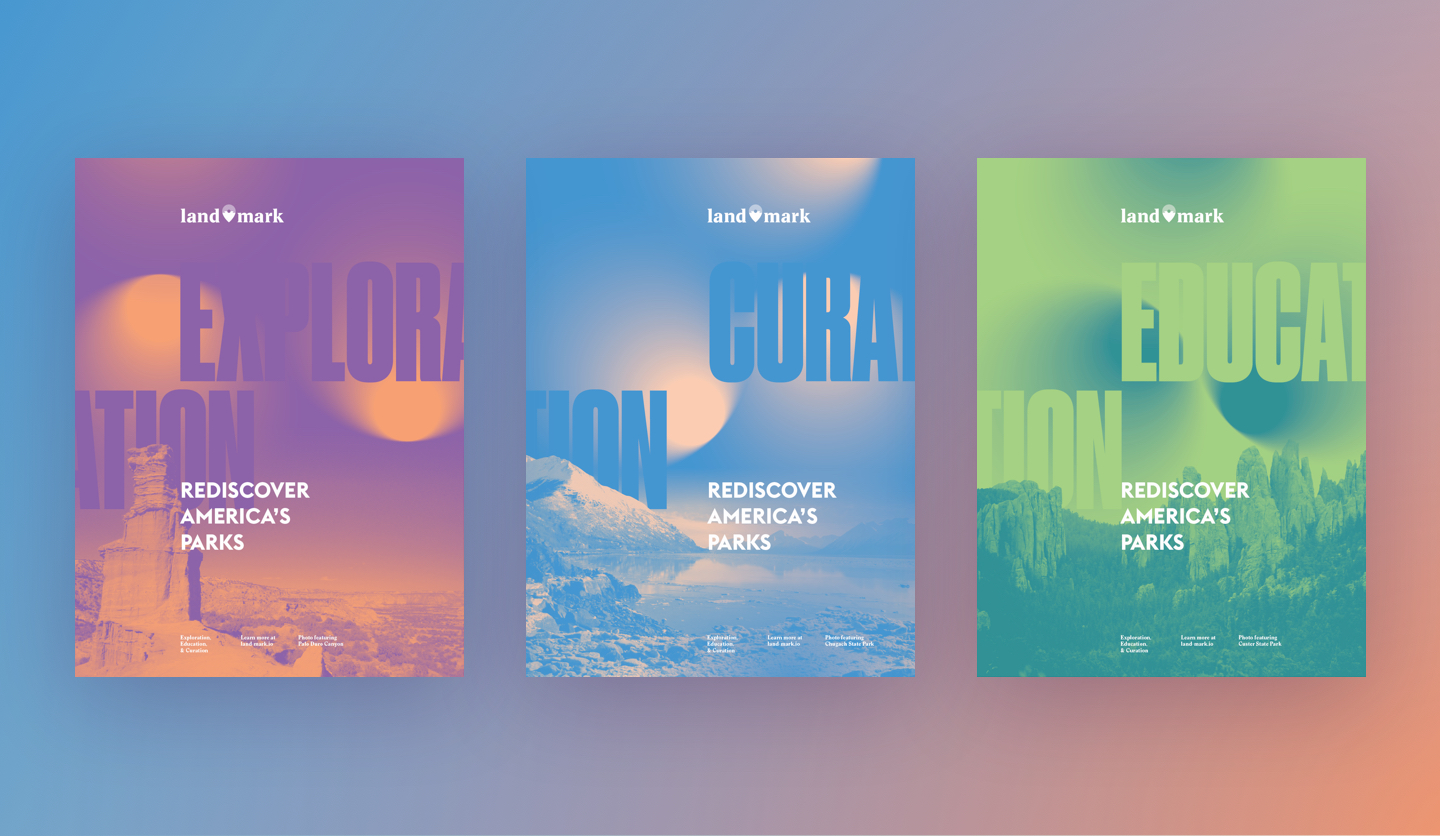 land mark
EXPLORA
ATION
REDISCOVER
AMERICA'S
PARKS
Exploration,
Education,
& Curation
Learn more at
land-mark.io
Photo featuring
Palo Duro Canyon
land mark
CURAT
TION
REDISCOVER
AMERICA'S
PARKS
Exploration,
Education,
& Curation
Learn more at
land-mark.io
Photo featuring
Chugach State Park
land mark
EDUCAT
TION
REDISCOVER
AMERICA'S
PARKS
Exploration,
Education,
& Curation
Learn more at
land-mark.io
Photo featuring
Custer State Park